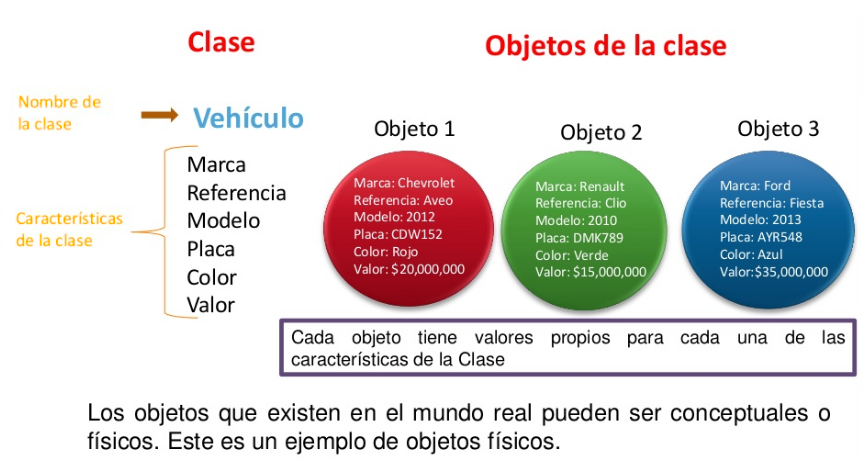 Clase
Objetos de la clase
Nombre de
la clase
Vehículo
Características
de la clase
Marca
Referencia
Modelo
Placa
Color
Valor
Objeto 1
Marca: Chevrolet
Referencia: Aveo
Modelo: 2012
Placa: CDW152
Color: Rojo
Valor: $20,000,000
Objeto 2
Marca: Renault
Referencia: Clio
Modelo: 2010
Placa: DMK789
Color: Verde
Valor: $15,000,000
Objeto 3
Marca: Ford
Referencia: Fiesta
Modelo: 2013
Placa: AYR548
Color: Azul
Valor:$35,000,000
Cada objeto tiene valores propios para cada una de las
características de la Clase
Los objetos que existen en el mundo real pueden ser conceptuales o
físicos. Este es un ejemplo de objetos físicos.